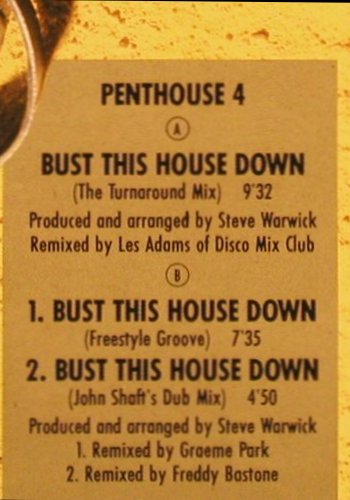 PENTHOUSE 4
A
BUST THIS HOUSE DOWN
(The Turnaround Mix) 9'32
Produced and arranged by Steve Warwick
Remixed by Les Adams of Disco Mix Club
B
1. BUST THIS HOUSE DOWN
(Freestyle Groove) 7'35
2. BUST THIS HOUSE DOWN
(John Shaft's Dub Mix) 4'50
Produced and arranged by Steve Warwick
1. Remixed by Graeme Park
2. Remixed by Freddy Bastone